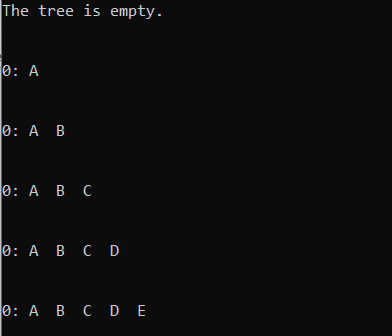 The tree is empty.
0: A
0: A  B
0: A  B  C
0: A  B  C  D
0: A  B  C  D  E